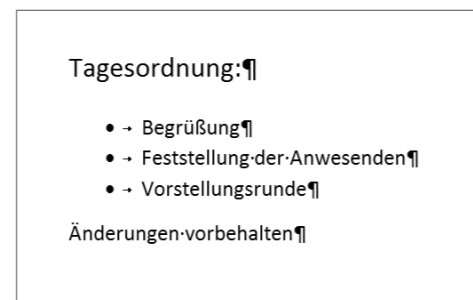 Tagesordnung:¶
• → Begrüßung¶
• → Feststellung·der·Anwesenden¶
• → Vorstellungsrunde¶
Änderungen·vorbehalten¶